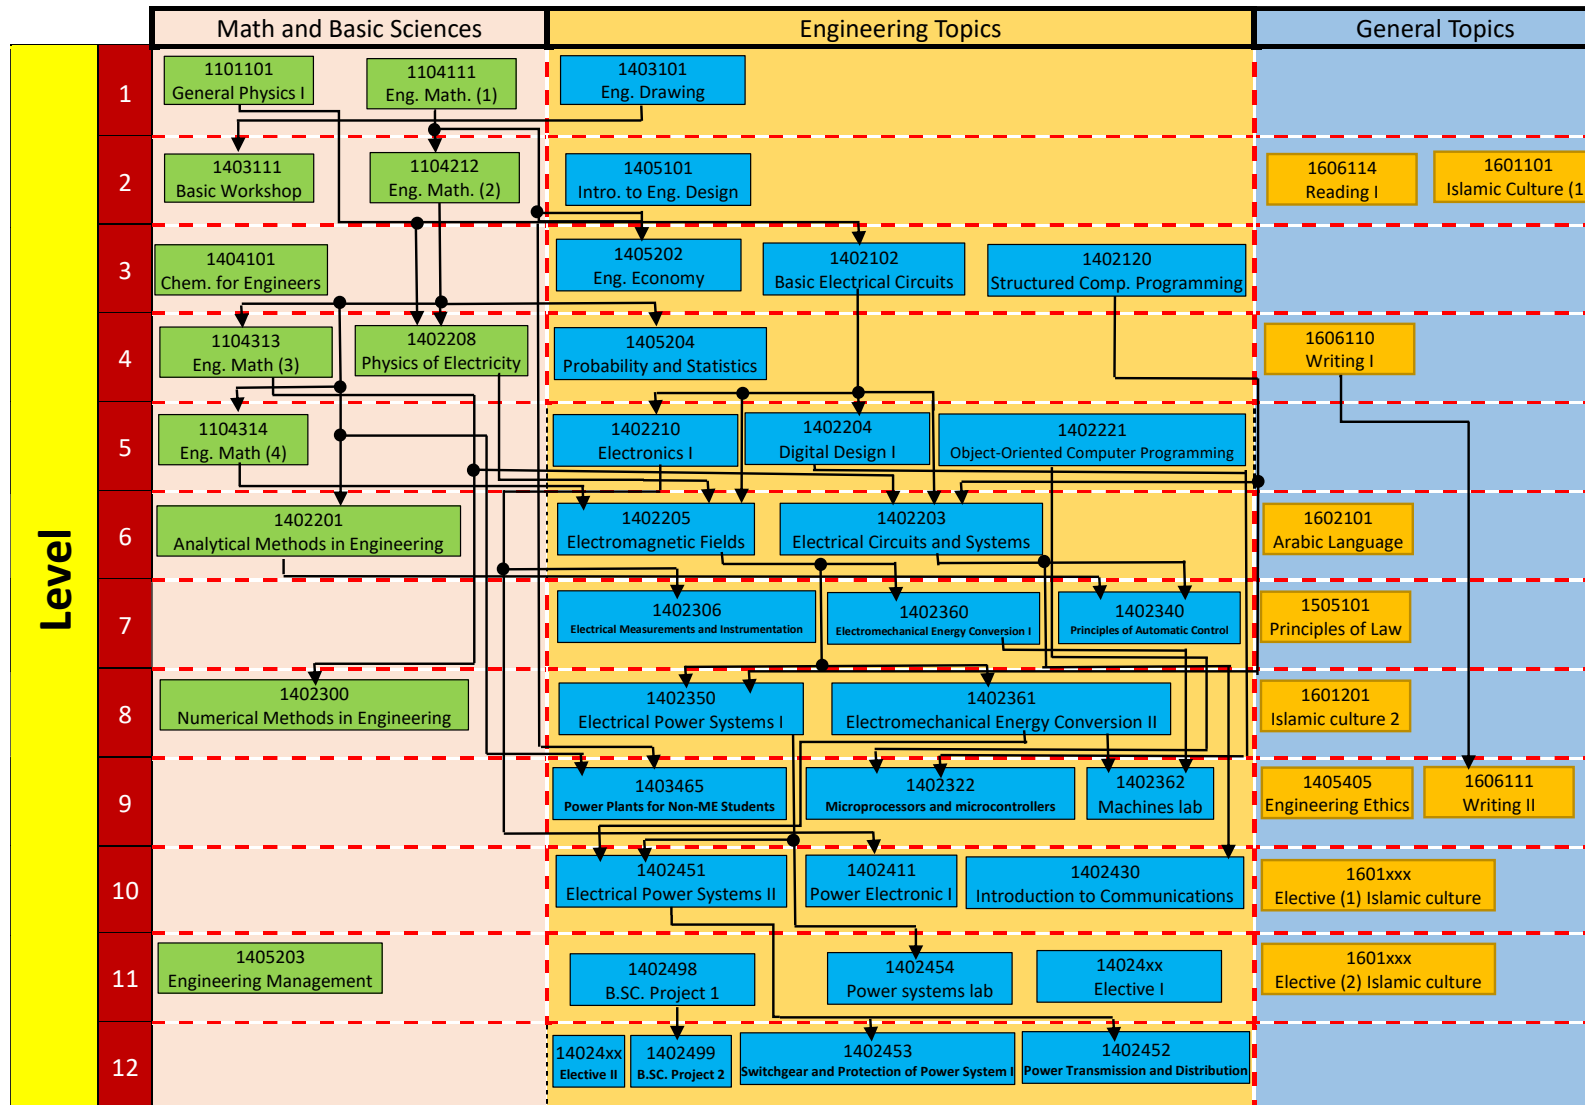 Math and Basic Sciences
Engineering Topics
General Topics
Level
1
1101101
General Physics I
1104111
Eng. Math. (1)
1403101
Eng. Drawing
2
1403111
Basic Workshop
1104212
Eng. Math. (2)
1405101
Intro. to Eng. Design
1606114
Reading I
1601101
Islamic Culture (1
3
1404101
Chem. for Engineers
1405202
Eng. Economy
1402102
Basic Electrical Circuits
1402120
Structured Comp. Programming
4
1104313
Eng. Math (3)
1402208
Physics of Electricity
1405204
Probability and Statistics
1606110
Writing I
5
1104314
Eng. Math (4)
1402210
Electronics I
1402204
Digital Design I
1402221
Object-Oriented Computer Programming
6
1402201
Analytical Methods in Engineering
1402205
Electromagnetic Fields
1402203
Electrical Circuits and Systems
1602101
Arabic Language
7
1402306
Electrical Measurements and Instrumentation
1402360
Electromechanical Energy Conversion I
1402340
Principles of Automatic Control
1505101
Principles of Law
8
1402300
Numerical Methods in Engineering
1402350
Electrical Power Systems I
1402361
Electromechanical Energy Conversion II
1601201
Islamic culture 2
9
1403465
Power Plants for Non-ME Students
1402322
Microprocessors and microcontrollers
1402362
Machines lab
1405405
Engineering Ethics
1606111
Writing II
10
1402451
Electrical Power Systems II
1402411
Power Electronic I
1402430
Introduction to Communications
1601xxx
Elective (1) Islamic culture
11
1405203
Engineering Management
1402498
B.SC. Project 1
1402454
Power systems lab
14024xx
Elective I
1601xxx
Elective (2) Islamic culture
12
14024xx
Elective II
1402499
B.SC. Project 2
1402453
Switchgear and Protection of Power System I
1402452
Power Transmission and Distribution